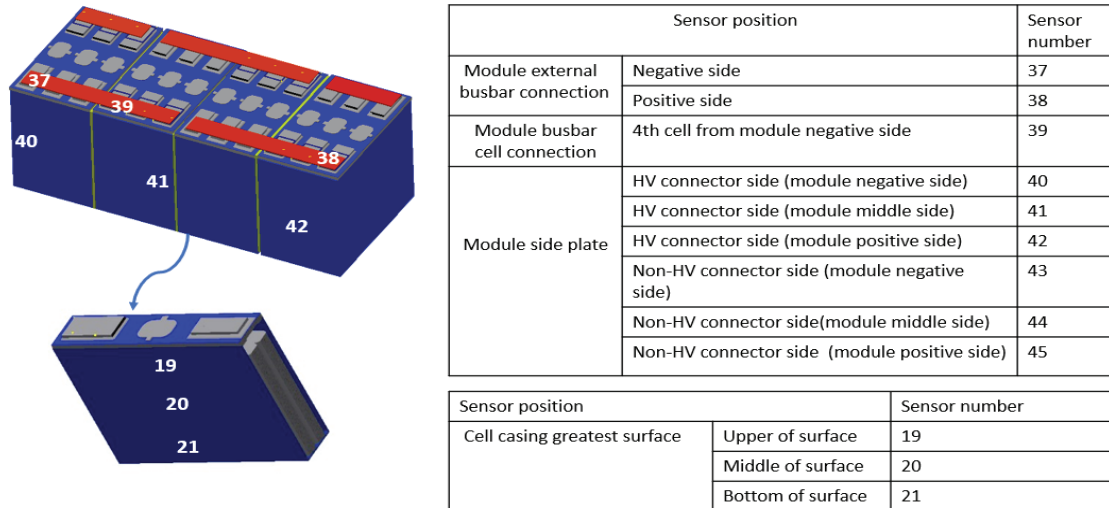 37
39
38
40
41
42
19
20
21
Sensor position
Sensor
number
Module external
busbar connection
Negative side
37
Positive side
38
Module busbar
cell connection
4th cell from module negative side
39
Module side plate
HV connector side (module negative side)
40
HV connector side (module middle side)
41
HV connector side (module positive side)
42
Non-HV connector side (module negative
side)
43
Non-HV connector side(module middle side)
44
Non-HV connector side  (module positive side)
45
Sensor position
Sensor number
Cell casing greatest surface
Upper of surface
19
Middle of surface
20
Bottom of surface
21